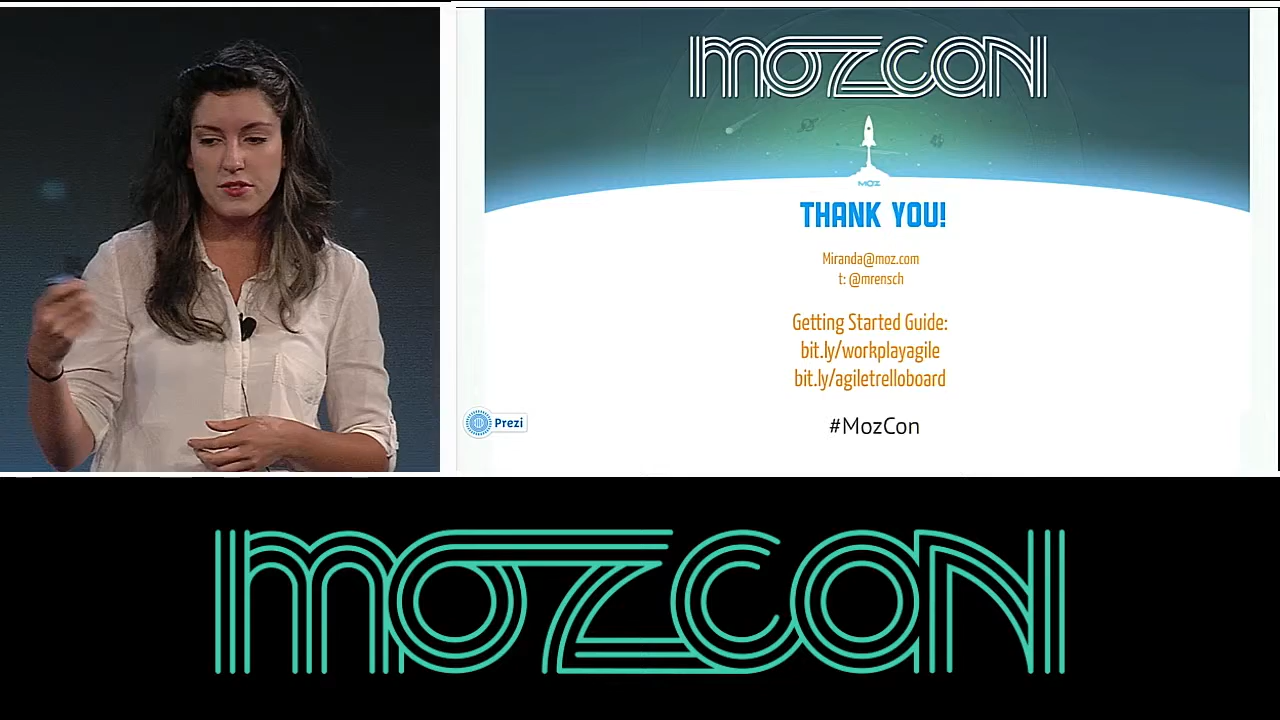 MOZCON
MOZ
THANK YOU!
Miranda@moz.com
t: @mrensch
Getting Started Guide:
bit.ly/workplayagile
bit.ly/agiletrelloboard
#MozCon
Prezi
MOZCON